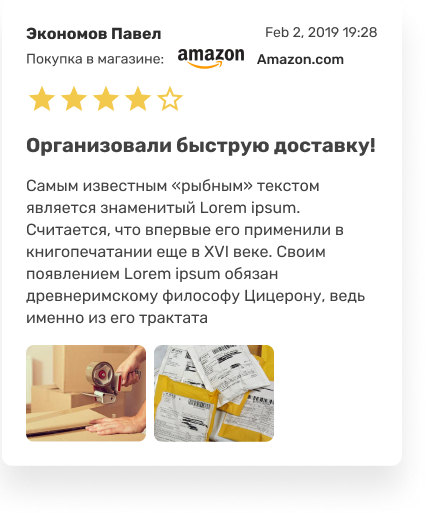 Экономов Павел
Feb 2, 2019 19:28
Покупка в магазине: amazon Amazon.com
Организовали быструю доставку!
Самым известным «рыбным» текстом
является знаменитый Lorem ipsum.
Считается, что впервые его применили в
книгопечатании еще в XVI веке. Своим
появлением Lorem ipsum обязан
древнеримскому философу Цицерону, ведь
именно из его трактата